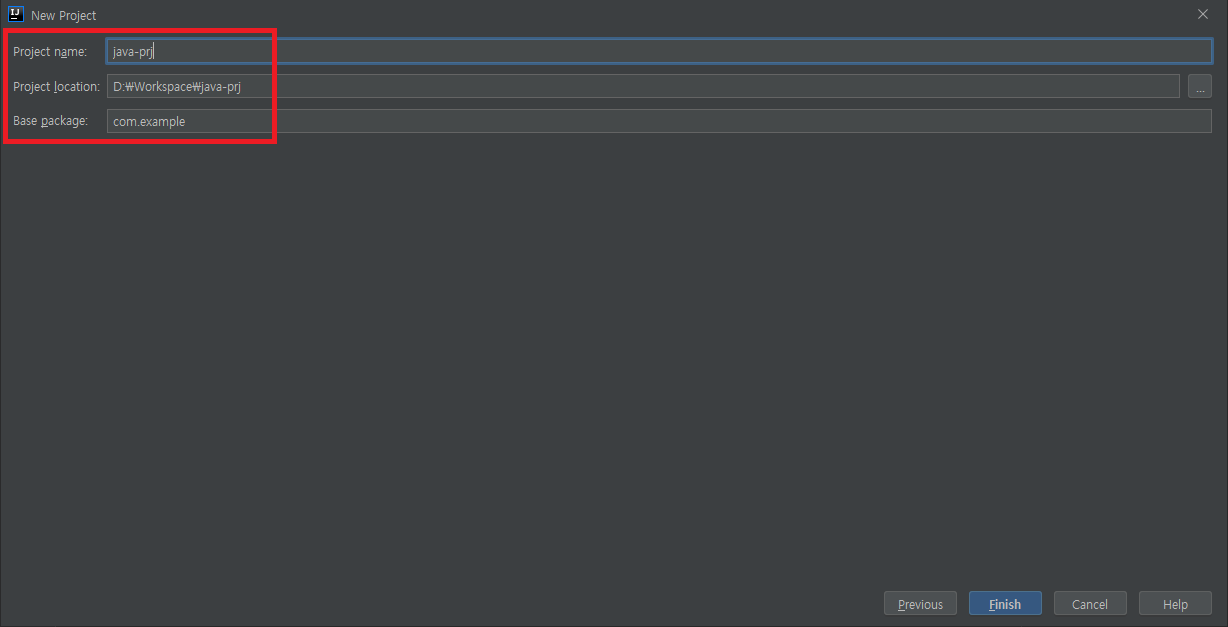 IJ New Project
Project name: java-prj
Project location: D:₩Workspace₩java-prj ...
Base package: com.example
Previous Finish Cancel Help